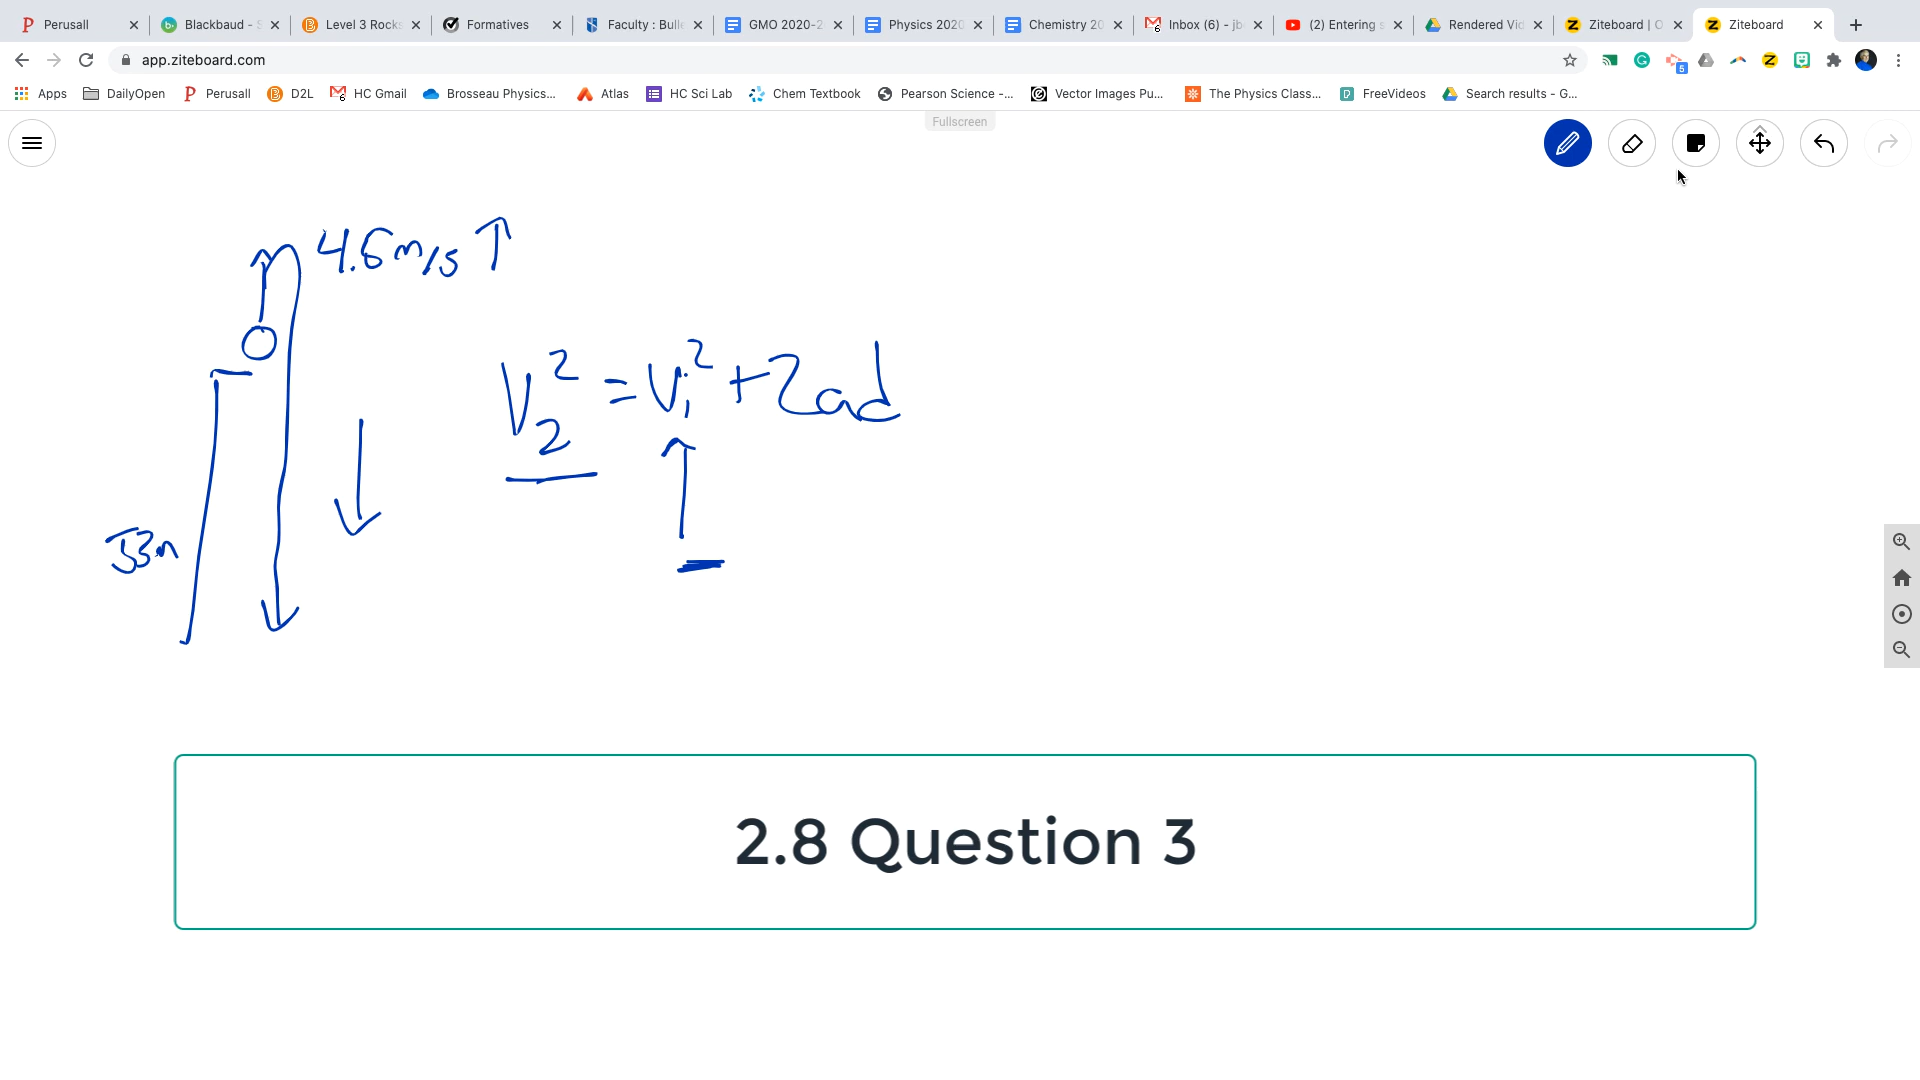 Perusall
Blackbaud - S
Level 3 Rocks
Formatives
Faculty : Bulle
GMO 2020-2
Physics 2020
Chemistry 20
Inbox (6) - jb
(2) Entering s
Rendered Vid
Ziteboard | O
Ziteboard
app.ziteboard.com
5
Apps
DailyOpen
Perusall
D2L
HC Gmail
Brosseau Physics...
Atlas
HC Sci Lab
Chem Textbook
Pearson Science -...
Vector Images Pu...
The Physics Class...
FreeVideos
Search results - G...
Fullscreen
4.6m/s ↑
V₂² = V₁² + 2ad
33m
2.8 Question 3